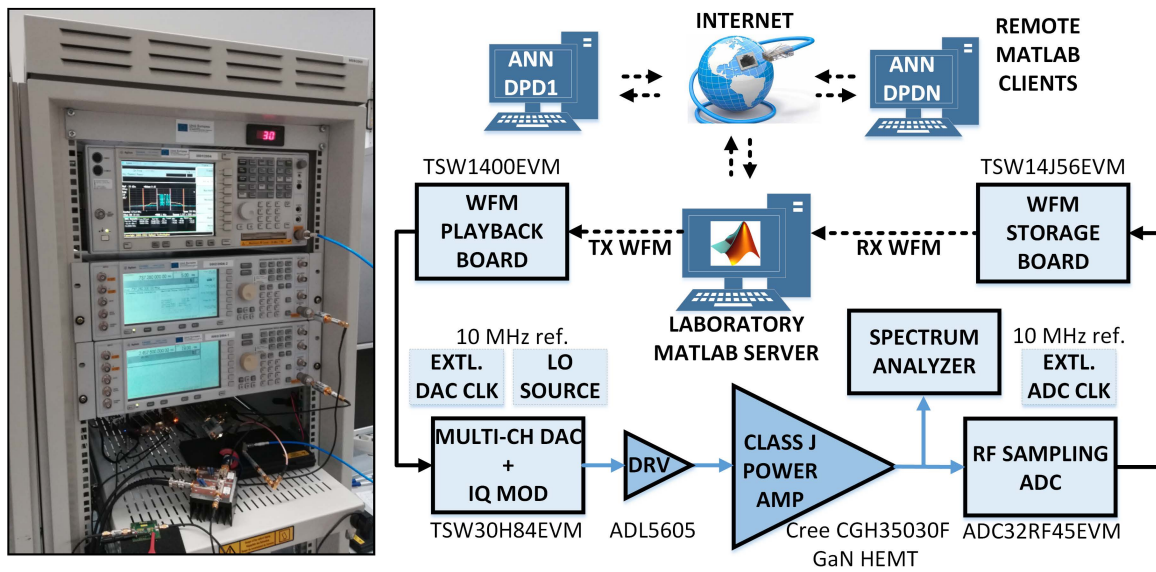 30
INTERNET
REMOTE
MATLAB
CLIENTS
ANN
DPD1
ANN
DPDN
TSW1400EVM
TSW14J56EVM
WFM
PLAYBACK
BOARD
TX WFM
RX WFM
WFM
STORAGE
BOARD
LABORATORY
MATLAB SERVER
10 MHz ref.
EXTL.
DAC CLK
LO
SOURCE
SPECTRUM
ANALYZER
10 MHz ref.
EXTL.
ADC CLK
MULTI-CH DAC
+
IQ MOD
DRV
CLASS J
POWER
AMP
RF SAMPLING
ADC
TSW30H84EVM
ADL5605
Cree CGH35030F
GaN HEMT
ADC32RF45EVM